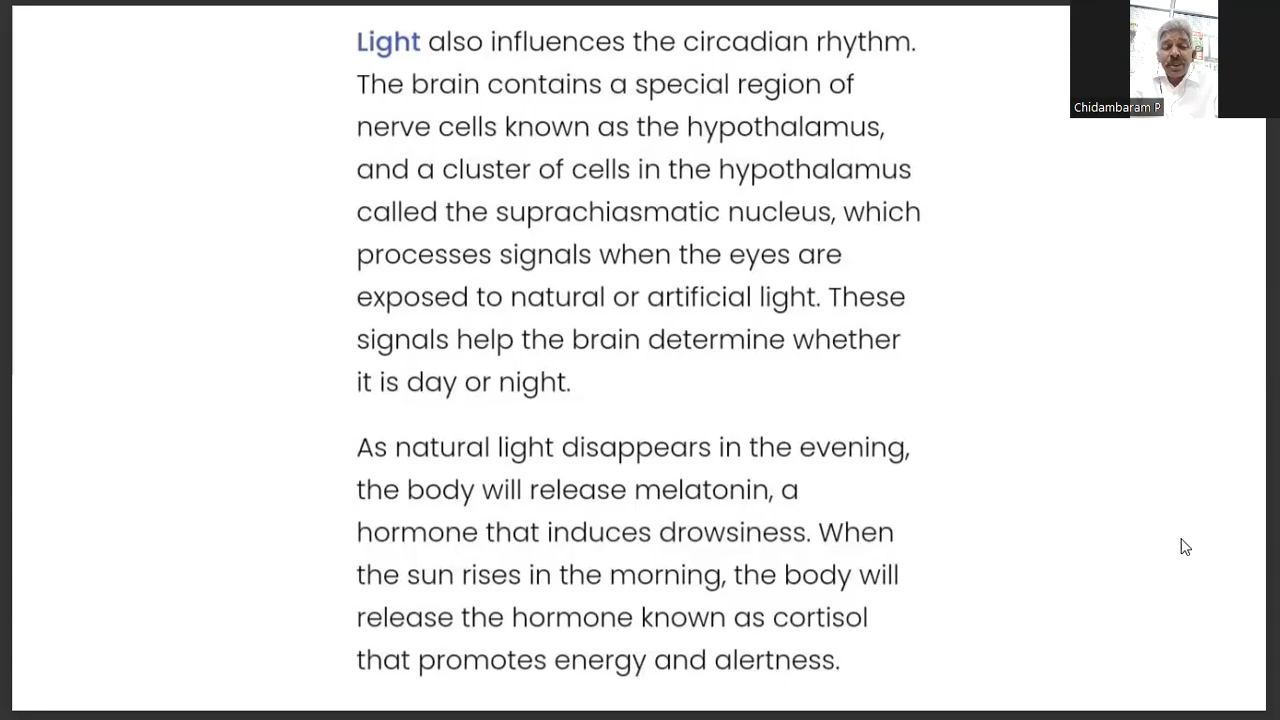 Light also influences the circadian rhythm.
The brain contains a special region of
nerve cells known as the hypothalamus,
and a cluster of cells in the hypothalamus
called the suprachiasmatic nucleus, which
processes signals when the eyes are
exposed to natural or artificial light. These
signals help the brain determine whether
it is day or night.
As natural light disappears in the evening,
the body will release melatonin, a
hormone that induces drowsiness. When
the sun rises in the morning, the body will
release the hormone known as cortisol
that promotes energy and alertness.
Chidambaram P